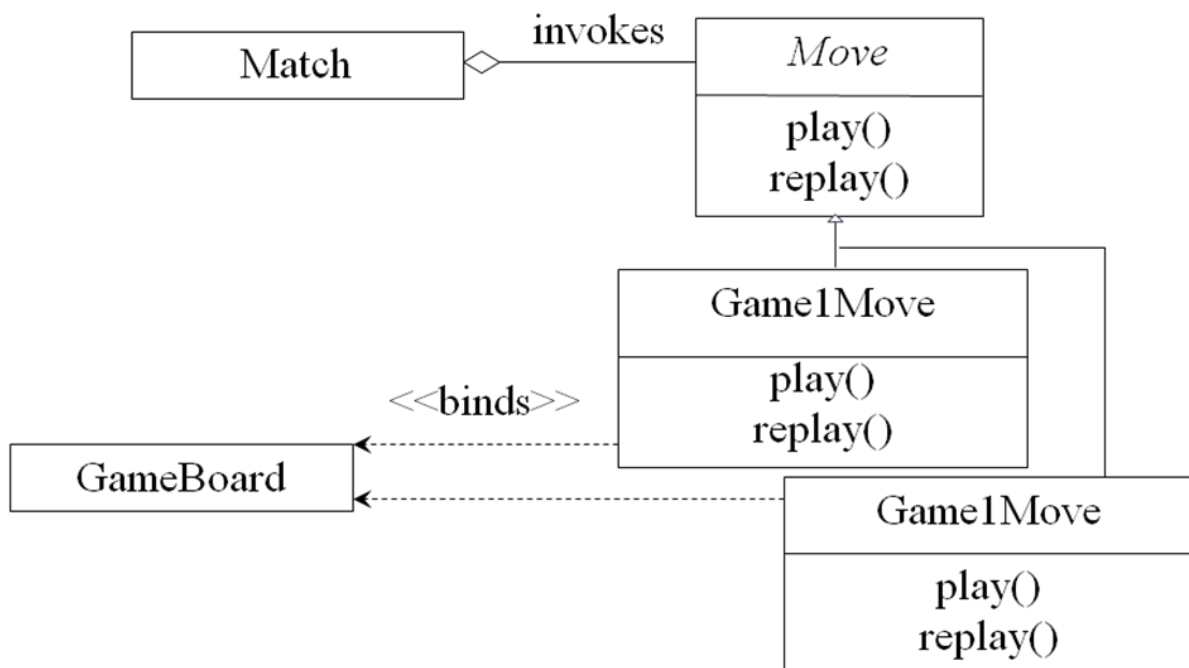 Match
invokes
Move
play()
replay()
Game1Move
play()
replay()
<<binds>>
GameBoard
Game1Move
play()
replay()